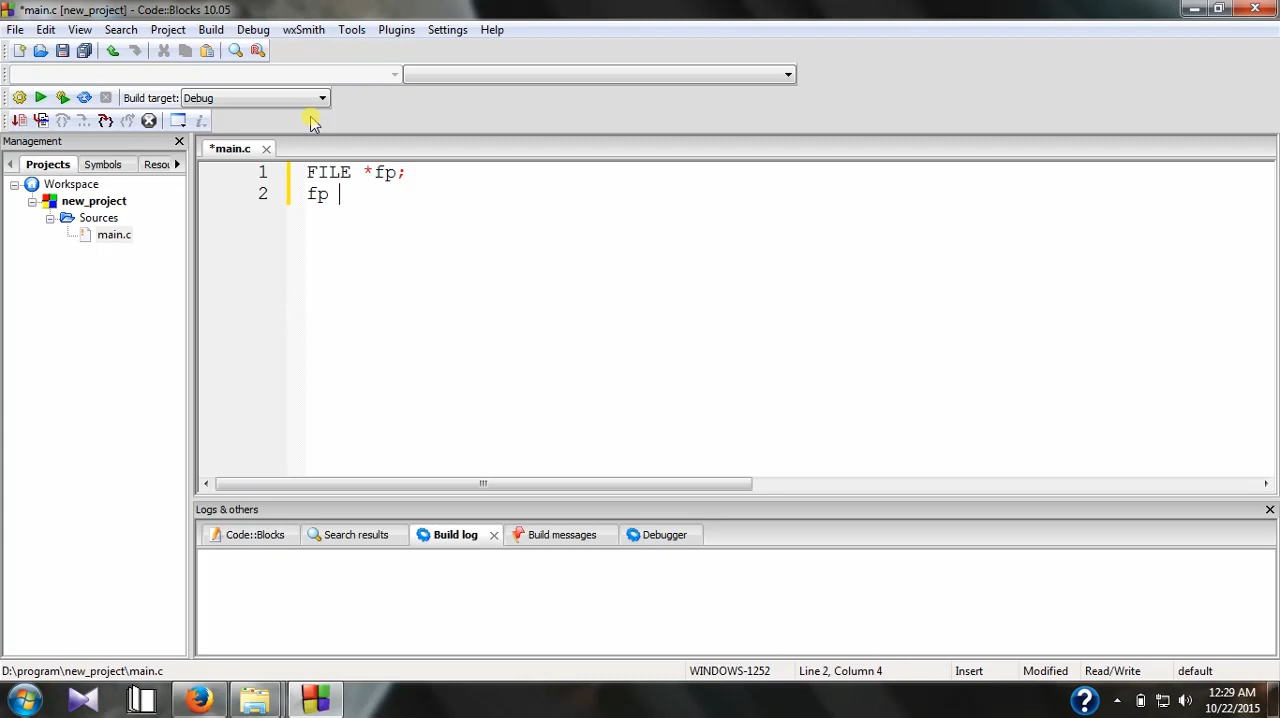 *main.c [new_project] - Code::Blocks 10.05
File Edit View Search Project Build Debug wxSmith Tools Plugins Settings Help
Build target: Debug
Management
Projects Symbols Resou
*main.c
Workspace
new_project
Sources
main.c
1 FILE *fp;
2 fp
Logs & others
Code::Blocks Search results Build log Build messages Debugger
D:\program\new_project\main.c WINDOWS-1252 Line 2, Column 4 Insert Modified Read/Write default
12:29 AM
10/22/2015